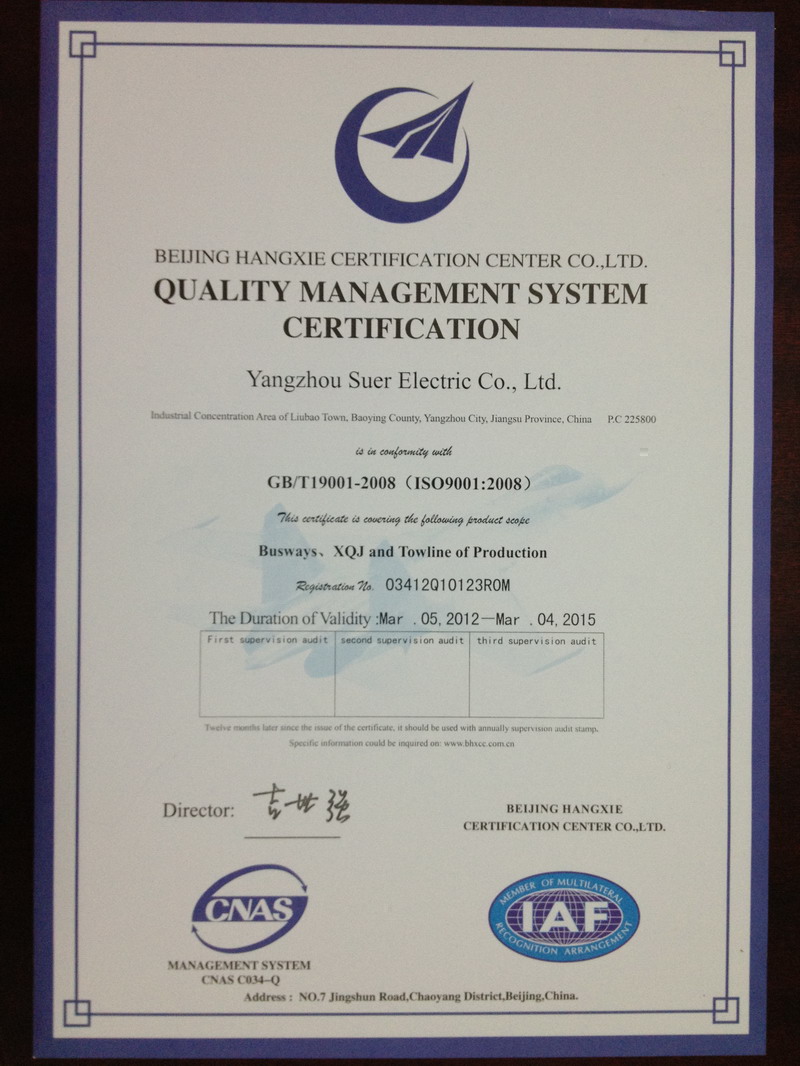 BEIJING HANGXIE CERTIFICATION CENTER CO.,LTD.
QUALITY MANAGEMENT SYSTEM
CERTIFICATION
Yangzhou Suer Electric Co., Ltd.
Industrial Concentration Area of Liubao Town, Baoying County, Yangzhou City, Jiangsu Province, China P.C 225800
is in conformity with
GB/T19001-2008（ISO9001:2008）
This certificate is covering the following product scope
Busways、XQJ and Towline of Production
Registration No. 03412Q10123R0M
The Duration of Validity :Mar . 05, 2012—Mar . 04, 2015
First supervision audit second supervision audit third supervision audit
Twelve months later since the issue of the certificate, it should be used with annually supervision audit stamp.
Specific information could be inquired on: www.bhxcc.com.cn
Director: 吉世强
BEIJING HANGXIE
CERTIFICATION CENTER CO.,LTD.
CNAS
MANAGEMENT SYSTEM
CNAS C034-Q
MEMBER OF MULTILATERAL
IAF
RECOGNITION ARRANGEMENT
Address : NO.7 Jingshun Road,Chaoyang District,Beijing,China.